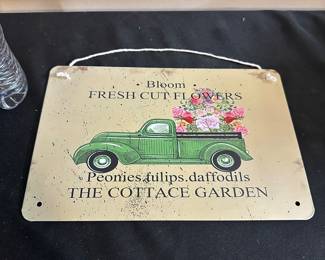 Bloom
FRESH CUT FLOWERS
Peonies.tulips.daffodils
THE COTTAGE GARDEN